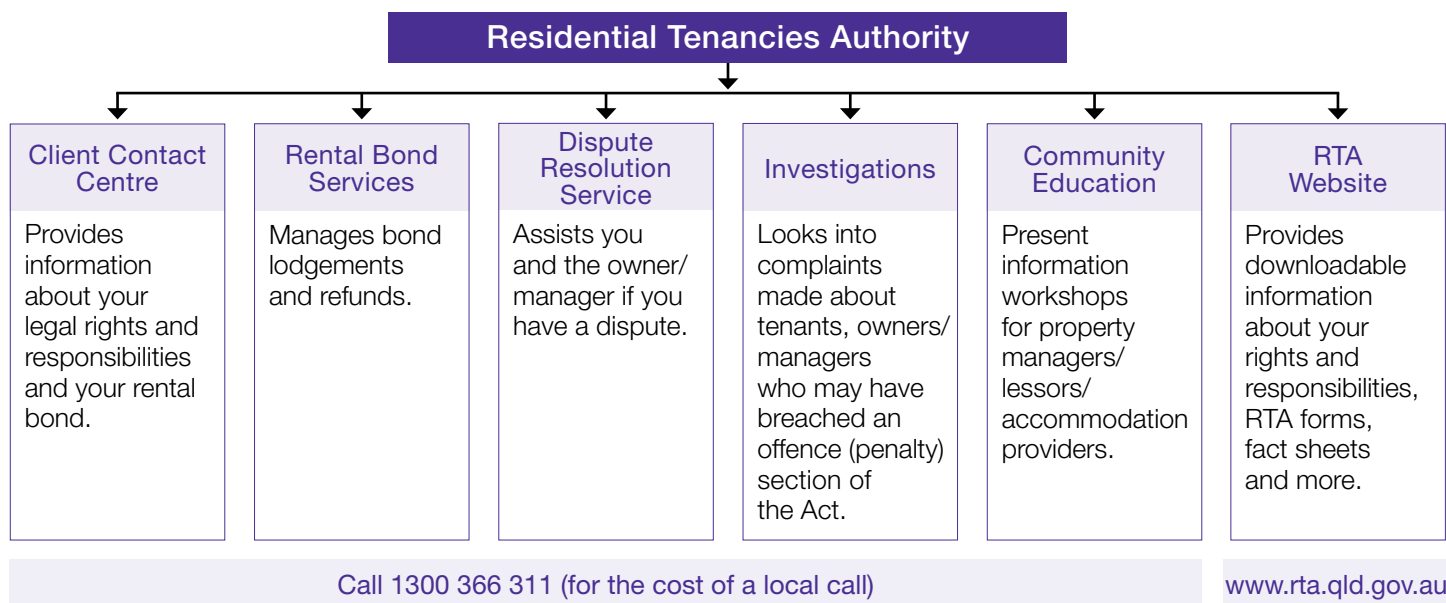 Residential Tenancies Authority
Client Contact
Centre
Provides
information
about your
legal rights and
responsibilities
and your rental
bond.
Rental Bond
Services
Manages bond
lodgements
and refunds.
Dispute
Resolution
Service
Assists you
and the owner/
manager if you
have a dispute.
Investigations
Looks into
complaints
made about
tenants, owners/
managers
who may have
breached an
offence (penalty)
section of
the Act.
Community
Education
Present
information
workshops
for property
managers/
lessors/
accommodation
providers.
RTA
Website
Provides
downloadable
information
about your
rights and
responsibilities,
RTA forms,
fact sheets
and more.
Call 1300 366 311 (for the cost of a local call)
www.rta.qld.gov.au